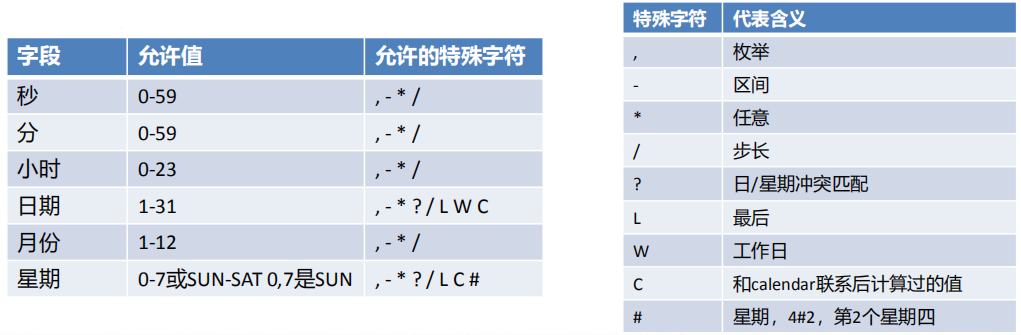 字段 允许值 允许的特殊字符
秒 0-59 , - * /
分 0-59 , - * /
小时 0-23 , - * /
日期 1-31 , - * ? / L W C
月份 1-12 , - * /
星期 0-7或SUN-SAT 0,7是SUN , - * ? / L C #
特殊字符 代表含义
, 枚举
- 区间
* 任意
/ 步长
? 日/星期冲突匹配
L 最后
W 工作日
C 和calendar联系后计算过的值
# 星期，4#2，第2个星期四